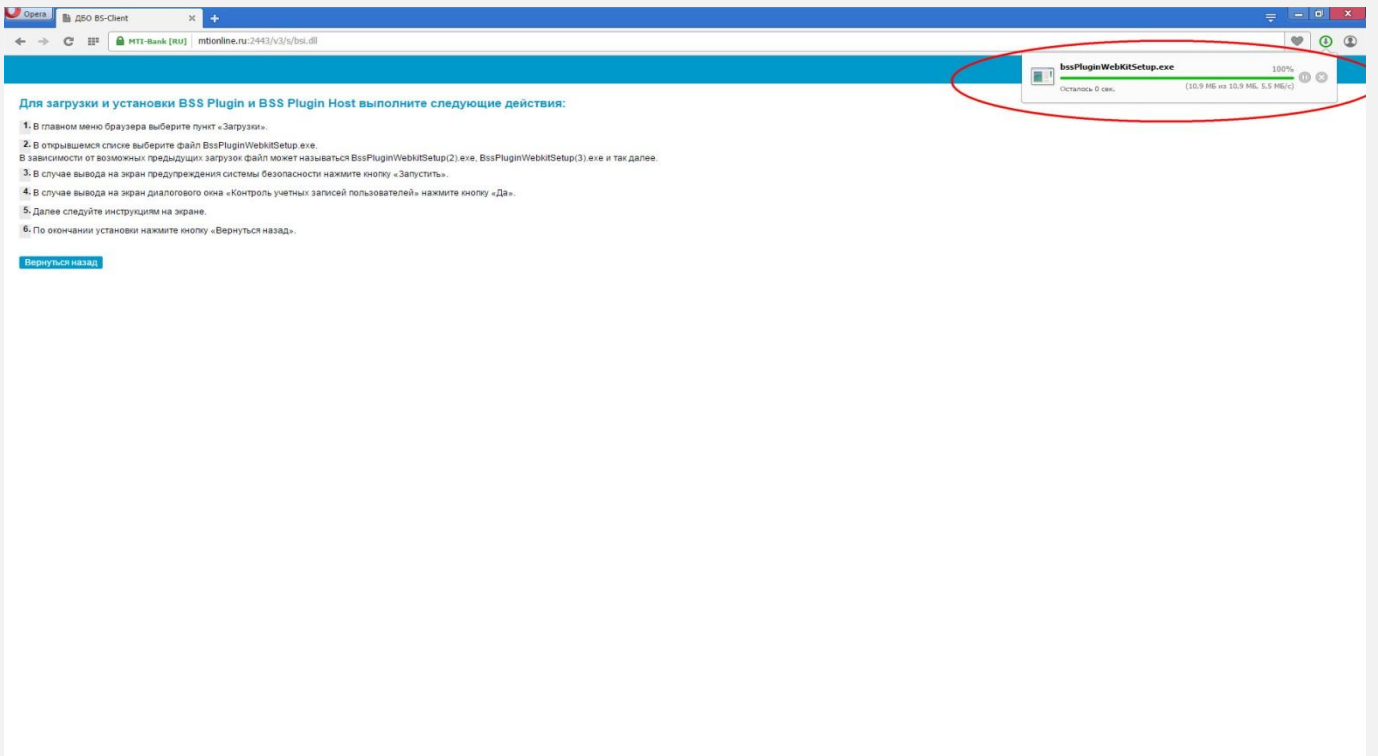 Opera
ДБО BS-Client
MTI-Bank [RU] mtionline.ru:2443/v3/s/bsi.dll
bssPluginWebKitSetup.exe 100%
Осталось 0 сек. (10,9 МБ из 10,9 МБ, 5,5 МБ/с)
Для загрузки и установки BSS Plugin и BSS Plugin Host выполните следующие действия:
1. В главном меню браузера выберите пункт «Загрузки».
2. В открывшемся списке выберите файл BssPluginWebkitSetup.exe.
В зависимости от возможных предыдущих загрузок файл может называться BssPluginWebkitSetup(2).exe, BssPluginWebkitSetup(3).exe и так далее.
3. В случае вывода на экран предупреждения системы безопасности нажмите кнопку «Запустить».
4. В случае вывода на экран диалогового окна «Контроль учетных записей пользователей» нажмите кнопку «Да».
5. Далее следуйте инструкциям на экране.
6. По окончании установки нажмите кнопку «Вернуться назад».
Вернуться назад